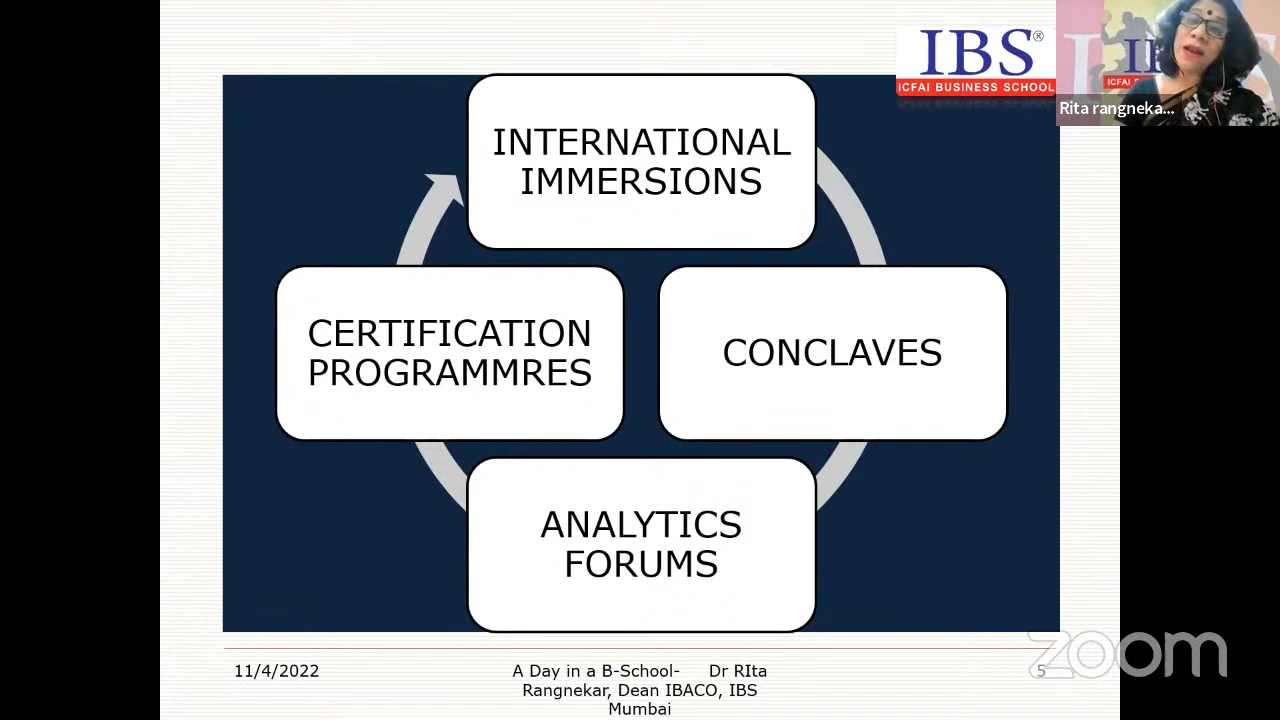 IBS®
ICFAI BUSINESS SCHOOL
ICFAI B
Rita rangneka...
INTERNATIONAL
IMMERSIONS
CERTIFICATION
PROGRAMMRES
CONCLAVES
ANALYTICS
FORUMS
11/4/2022
A Day in a B-School- Dr RIta
Rangnekar, Dean IBACO, IBS
Mumbai
5
zoom